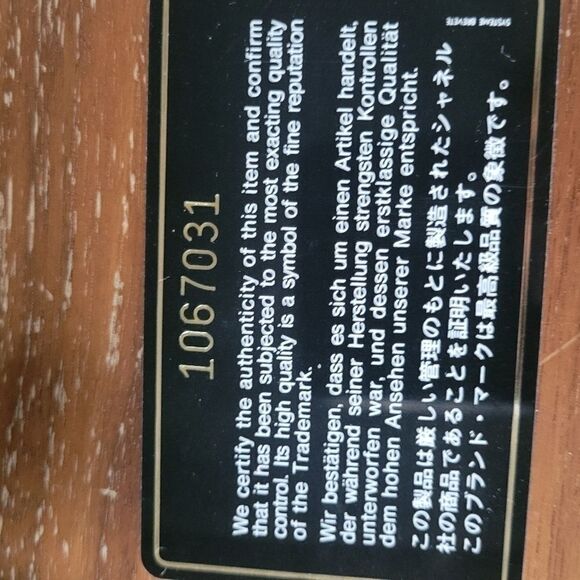 1067031
We certify the authenticity of this item and confirm
that it has been subjected to the most exacting quality
control. Its high quality is a symbol of the fine reputation
of the Trademark.
Wir bestätigen, dass es sich um einen Artikel handelt,
der während seiner Herstellung strengsten Kontrollen
unterworfen war, und dessen erstklassige Qualität
dem hohen Ansehen unserer Marke entspricht.
この製品は厳しい管理のもとに製造されたシャネル
社の商品であることを証明いたします。
このブランド・マークは最高級品質の象徴です。
SYSTEME BREVETE